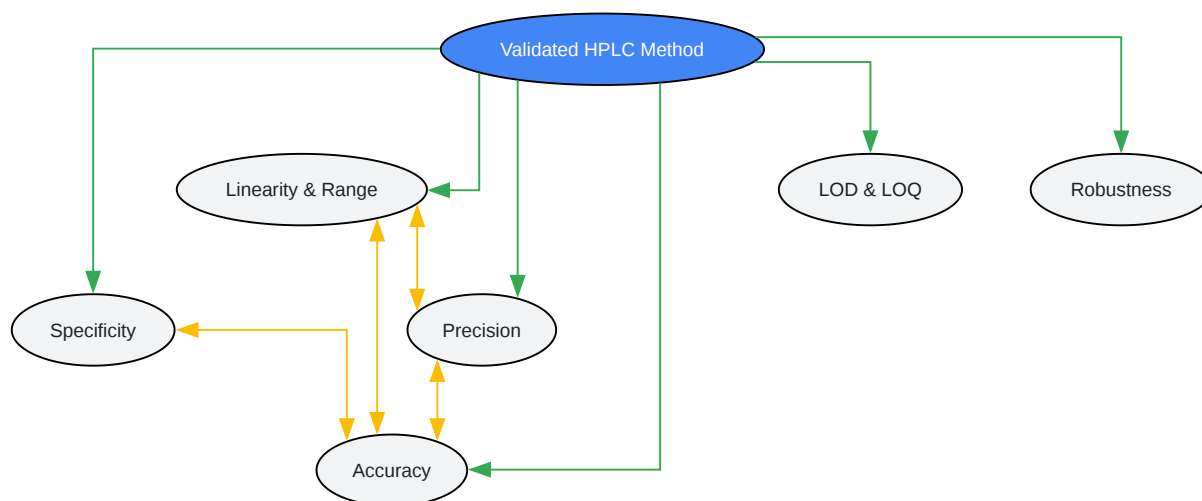 Validated HPLC Method
Linearity & Range
LOD & LOQ
Robustness
Specificity
Precision
Accuracy